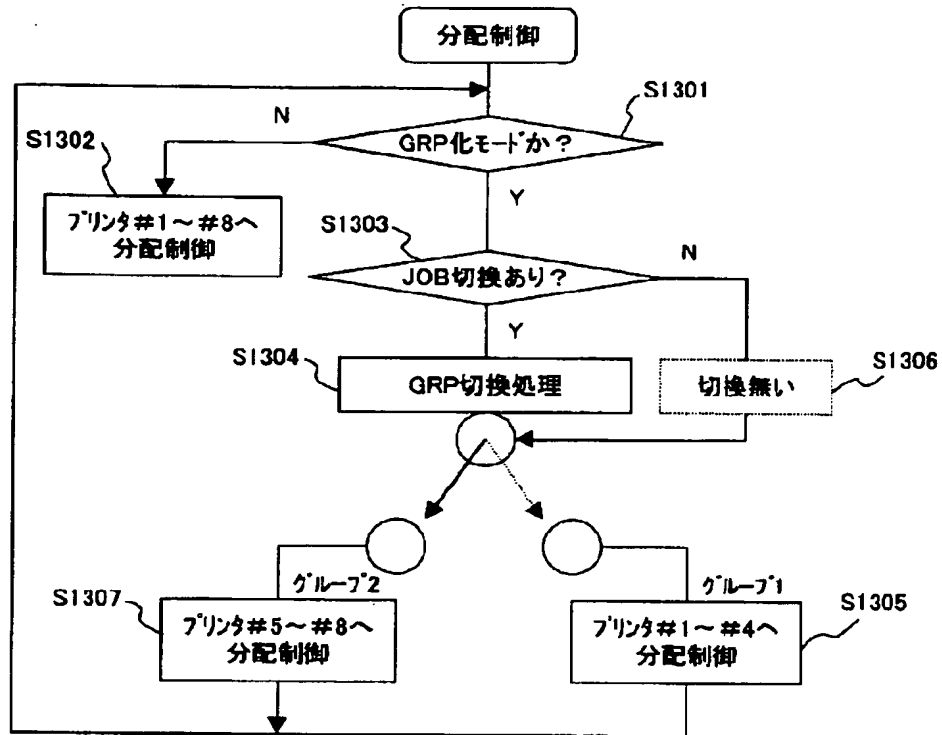 分配制御
S1301
N
GRP化モードか?
S1302
Y
プリンタ#1～#8へ
分配制御
S1303
N
JOB切換あり?
Y
S1304
GRP切換処理
切換無い
S1306
グループ2
グループ1
S1307
プリンタ#5～#8へ
分配制御
プリンタ#1～#4へ
分配制御
S1305